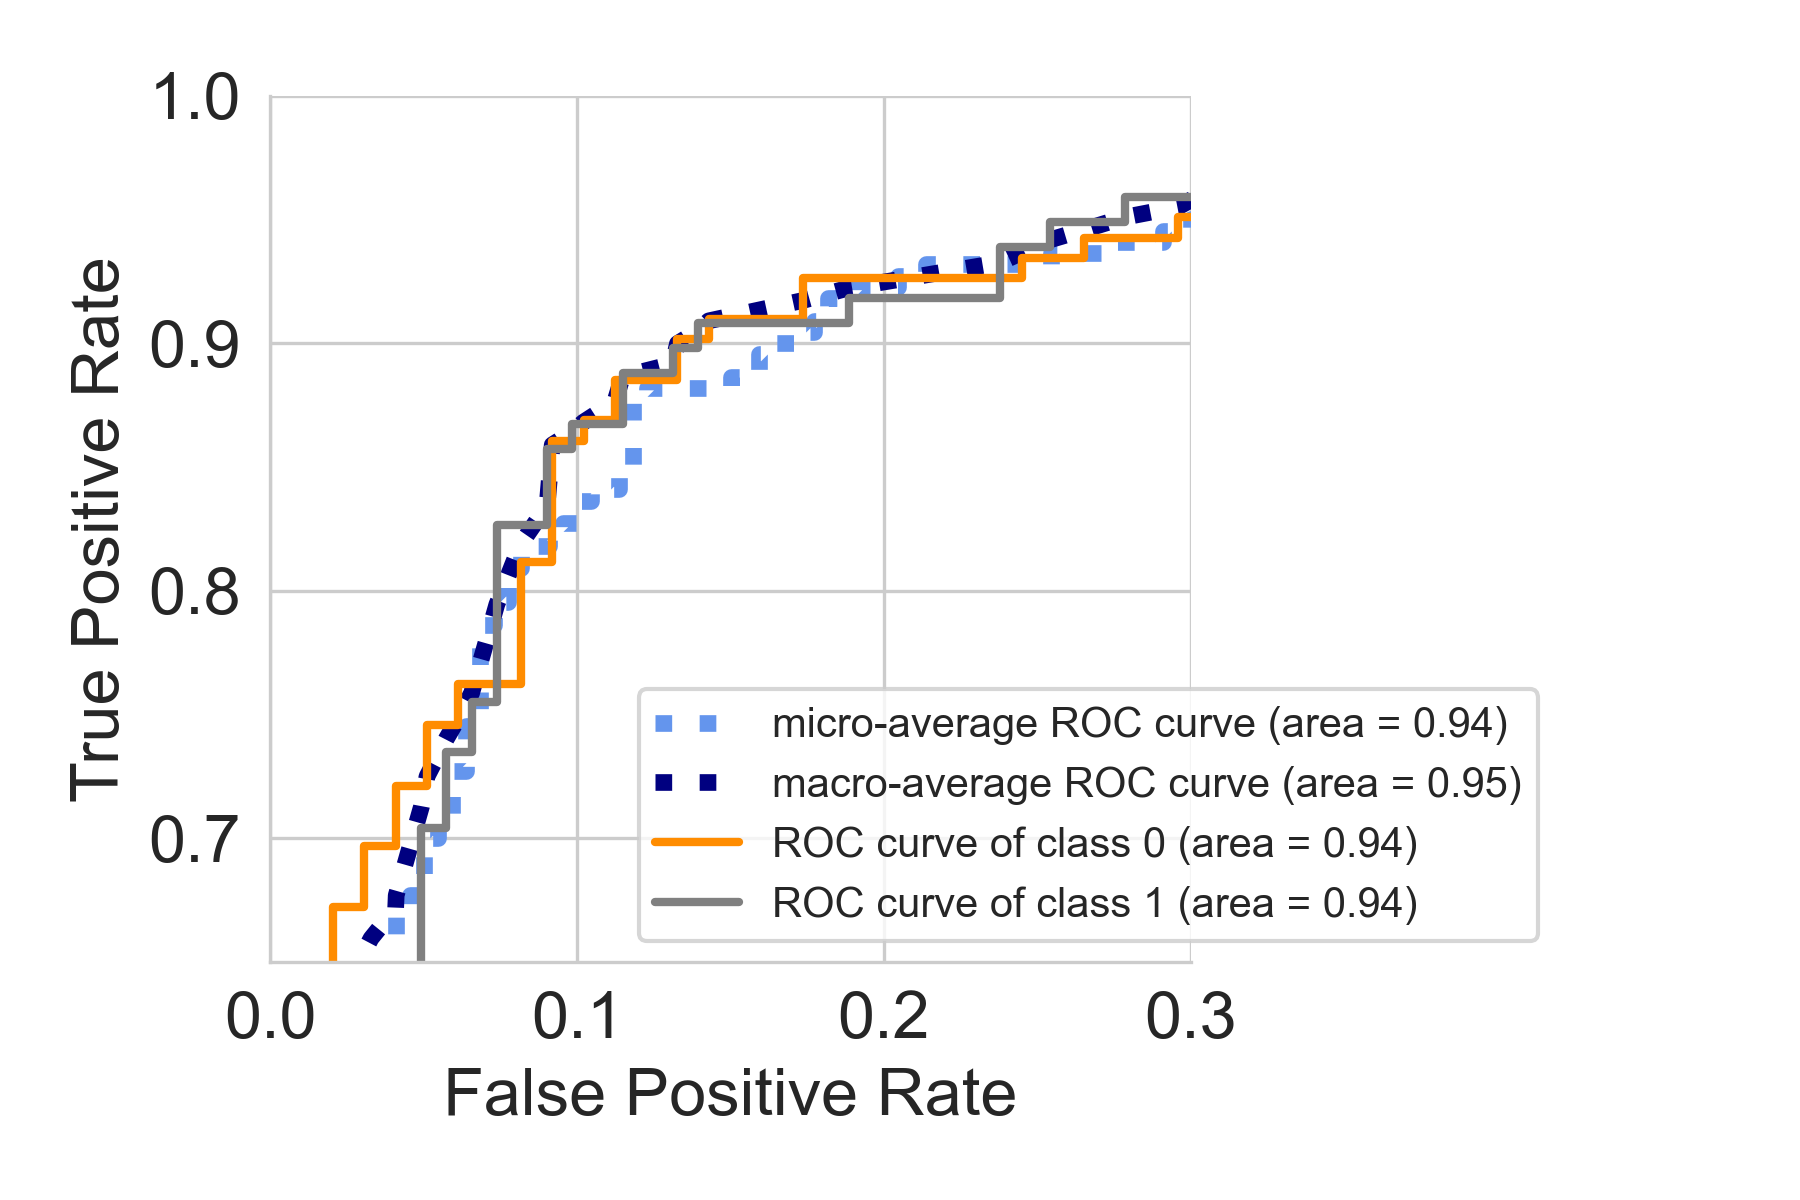 1.0
0.9
0.8
0.7
True Positive Rate
micro-average ROC curve (area = 0.94)
macro-average ROC curve (area = 0.95)
ROC curve of class 0 (area = 0.94)
ROC curve of class 1 (area = 0.94)
0.0 0.1 0.2 0.3
False Positive Rate